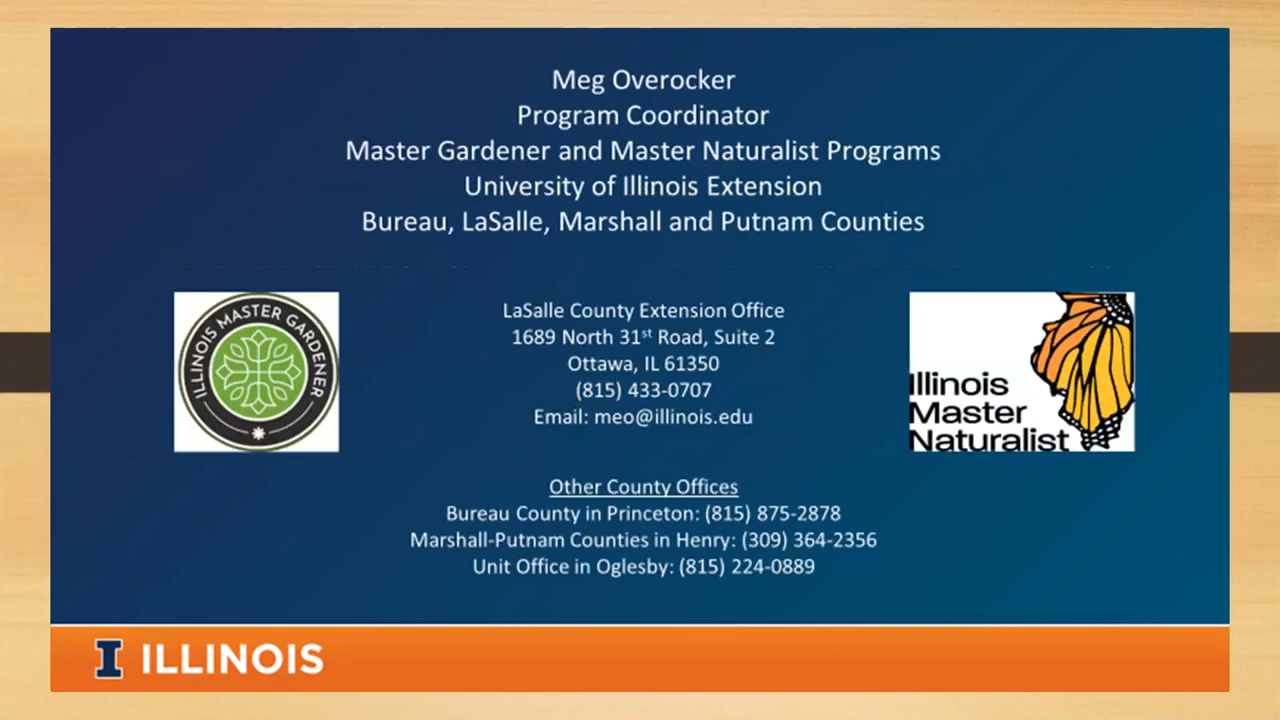 Meg Overocker
Program Coordinator
Master Gardener and Master Naturalist Programs
University of Illinois Extension
Bureau, LaSalle, Marshall and Putnam Counties
ILLINOIS MASTER GARDENER
LaSalle County Extension Office
1689 North 31st Road, Suite 2
Ottawa, IL 61350
(815) 433-0707
Email: meo@illinois.edu
Illinois
Master
Naturalist
Other County Offices
Bureau County in Princeton: (815) 875-2878
Marshall-Putnam Counties in Henry: (309) 364-2356
Unit Office in Oglesby: (815) 224-0889
I ILLINOIS